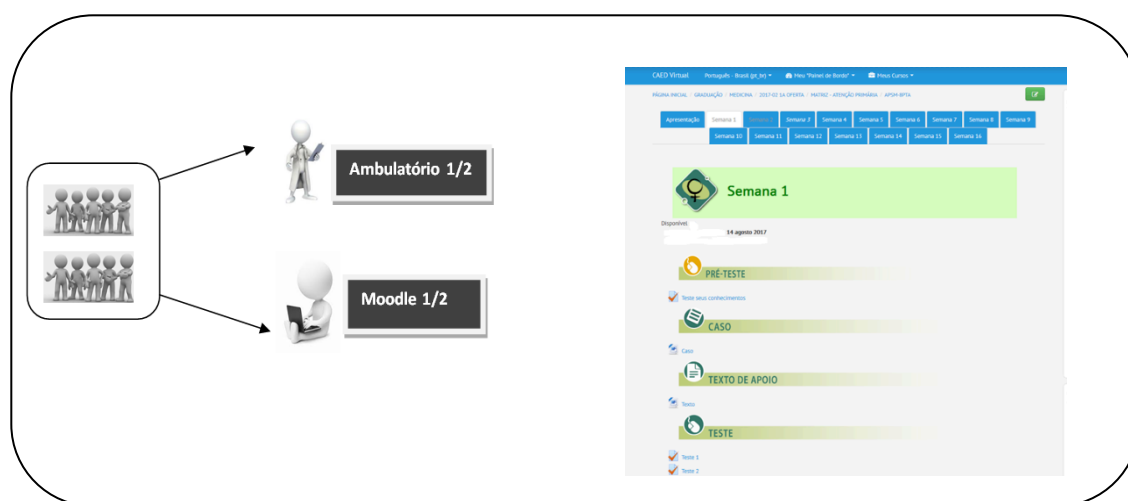 Ambulatório 1/2
Moodle 1/2
CAED Virtual Português - Brasil (pt_br) Meu "Painel de Bordo" Meus Cursos
PÁGINA INICIAL / GRADUAÇÃO / MEDICINA / 2017-02 1A OFERTA / MATRIZ - ATENÇÃO PRIMÁRIA / APSM-8PTA
Apresentação Semana 1 Semana 2 Semana 3 Semana 4 Semana 5 Semana 6 Semana 7 Semana 8 Semana 9
Semana 10 Semana 11 Semana 12 Semana 13 Semana 14 Semana 15 Semana 16
Semana 1
Disponível
14 agosto 2017
PRÉ-TESTE
Teste seus conhecimentos
CASO
Caso
TEXTO DE APOIO
Texto
TESTE
Teste 1
Teste 2